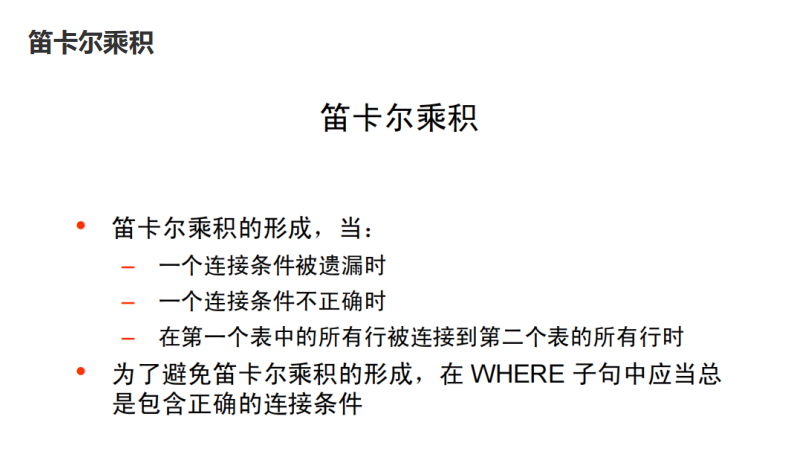 笛卡尔乘积
笛卡尔乘积
• 笛卡尔乘积的形成，当：
– 一个连接条件被遗漏时
– 一个连接条件不正确时
– 在第一个表中的所有行被连接到第二个表的所有行时
• 为了避免笛卡尔乘积的形成，在 WHERE 子句中应当总
是包含正确的连接条件